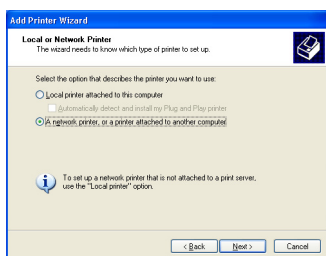 Add Printer Wizard
Local or Network Printer
The wizard needs to know which type of printer to set up.
Select the option that describes the printer you want to use:
Local printer attached to this computer
Automatically detect and install my Plug and Play printer
A network printer, or a printer attached to another computer
To set up a network printer that is not attached to a print server,
use the "Local printer" option.
< Back Next > Cancel